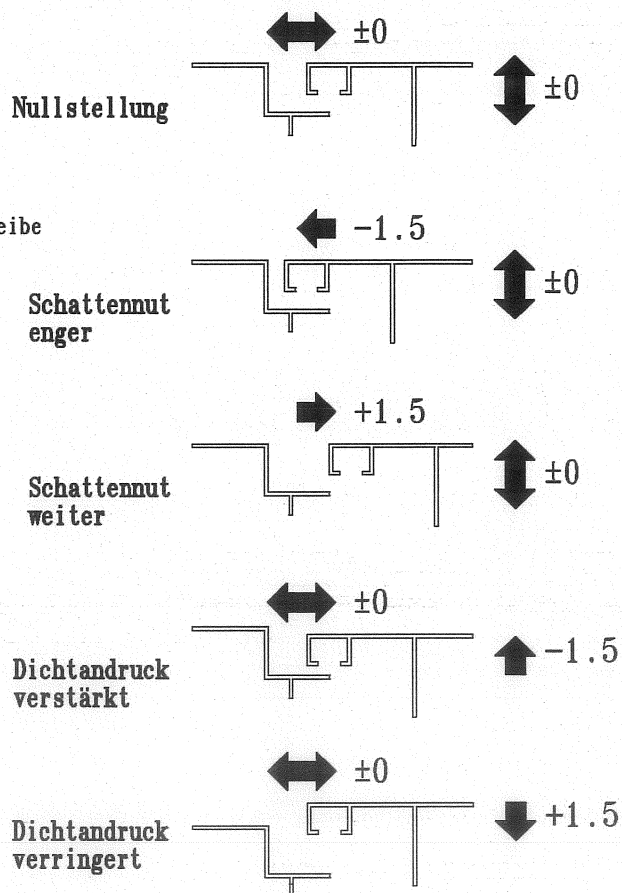 ±0
Nullstellung
±0
eibe
-1.5
Schattennut
enger
±0
+1.5
Schattennut
weiter
±0
±0
Dichtandruck
verstärkt
-1.5
±0
Dichtandruck
verringert
+1.5